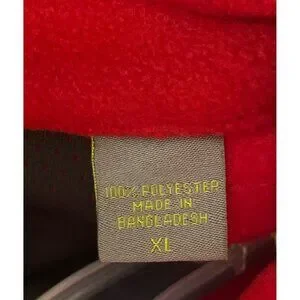 100% POLYESTER
MADE IN
BANGLADESH
XL